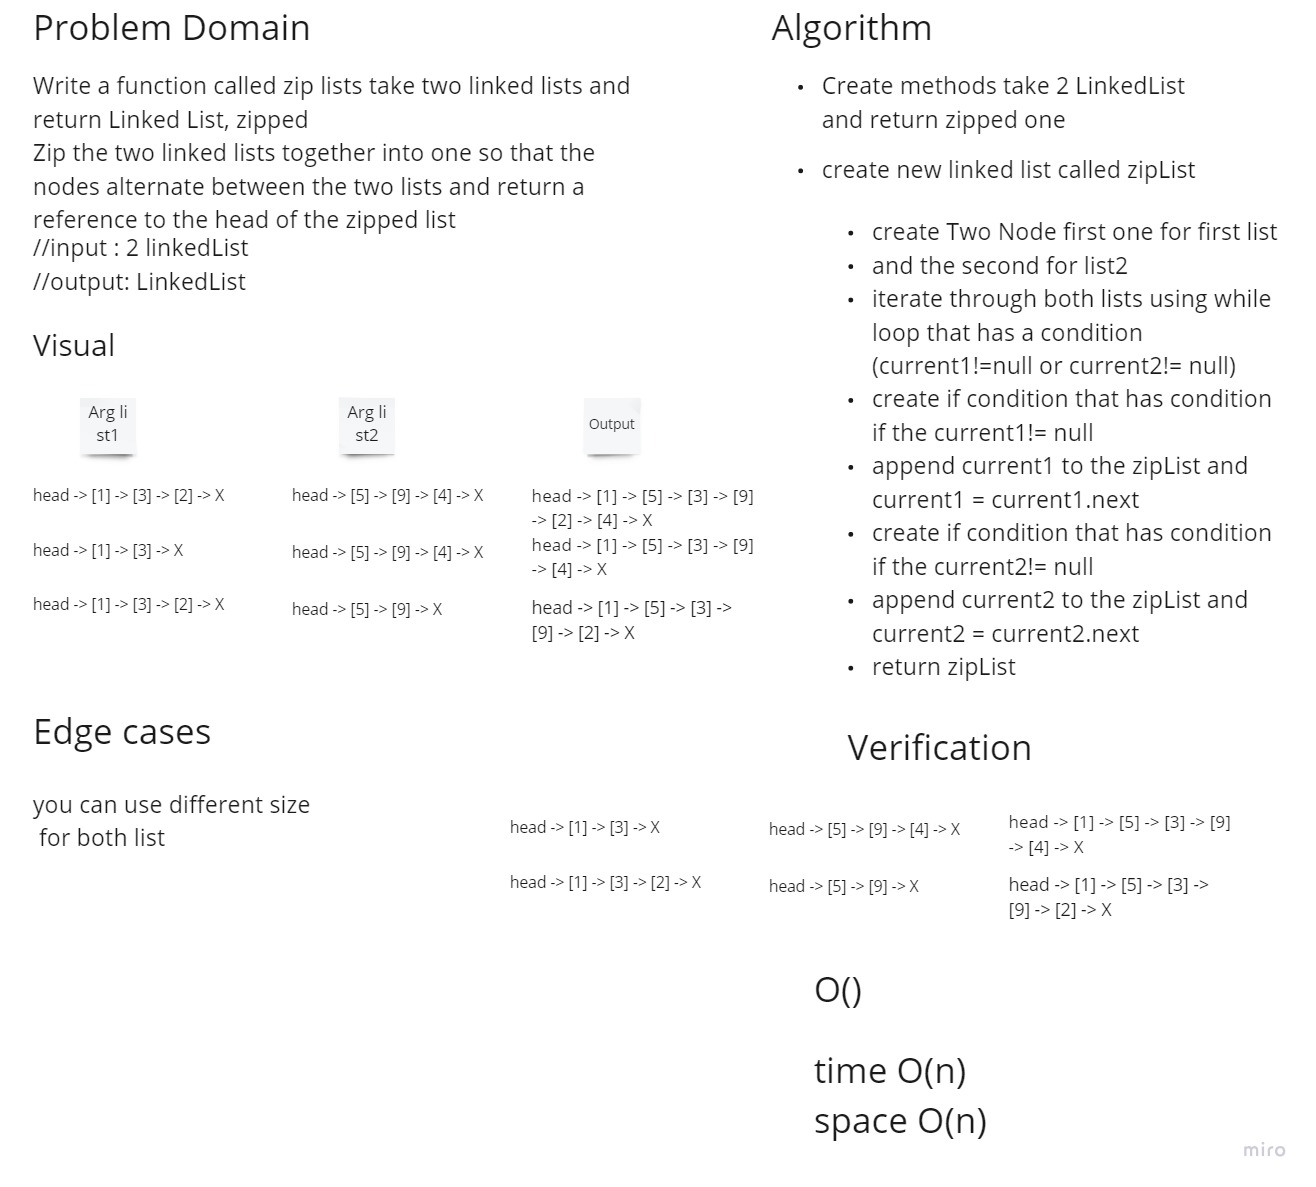 Problem Domain
Write a function called zip lists take two linked lists and
return Linked List, zipped
Zip the two linked lists together into one so that the
nodes alternate between the two lists and return a
reference to the head of the zipped list
//input : 2 linkedList
//output: LinkedList
Visual
Arg li
st1
Arg li
st2
Output
head -> [1] -> [3] -> [2] -> X
head -> [5] -> [9] -> [4] -> X
head -> [1] -> [5] -> [3] -> [9]
-> [2] -> [4] -> X
head -> [1] -> [3] -> X
head -> [5] -> [9] -> [4] -> X
head -> [1] -> [5] -> [3] -> [9]
-> [4] -> X
head -> [1] -> [3] -> [2] -> X
head -> [5] -> [9] -> X
head -> [1] -> [5] -> [3] ->
[9] -> [2] -> X
Algorithm
• Create methods take 2 LinkedList
and return zipped one
• create new linked list called zipList
• create Two Node first one for first list
• and the second for list2
• iterate through both lists using while
loop that has a condition
(current1!=null or current2!= null)
• create if condition that has condition
if the current1!= null
• append current1 to the zipList and
current1 = current1.next
• create if condition that has condition
if the current2!= null
• append current2 to the zipList and
current2 = current2.next
• return zipList
Edge cases
you can use different size
for both list
Verification
head -> [1] -> [3] -> X
head -> [5] -> [9] -> [4] -> X
head -> [1] -> [5] -> [3] -> [9]
-> [4] -> X
head -> [1] -> [3] -> [2] -> X
head -> [5] -> [9] -> X
head -> [1] -> [5] -> [3] ->
[9] -> [2] -> X
O()
time O(n)
space O(n)
miro